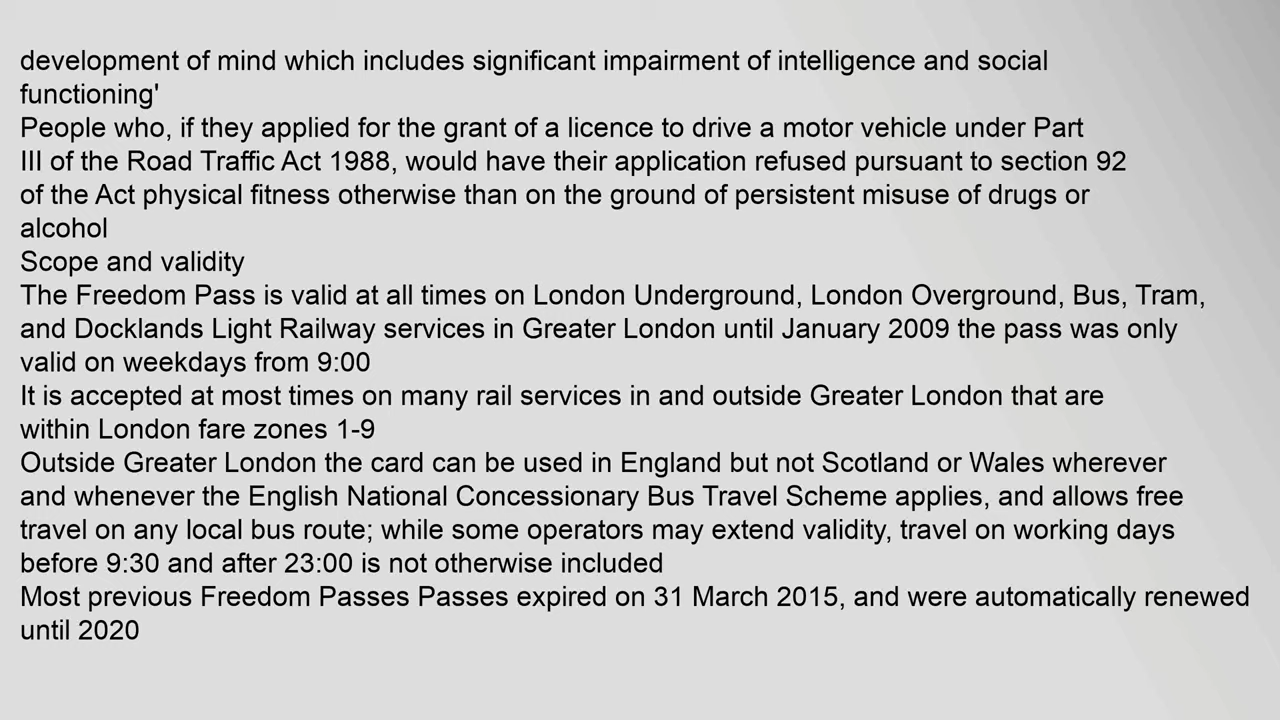 development of mind which includes significant impairment of intelligence and social
functioning'
People who, if they applied for the grant of a licence to drive a motor vehicle under Part
III of the Road Traffic Act 1988, would have their application refused pursuant to section 92
of the Act physical fitness otherwise than on the ground of persistent misuse of drugs or
alcohol
Scope and validity
The Freedom Pass is valid at all times on London Underground, London Overground, Bus, Tram,
and Docklands Light Railway services in Greater London until January 2009 the pass was only
valid on weekdays from 9:00
It is accepted at most times on many rail services in and outside Greater London that are
within London fare zones 1-9
Outside Greater London the card can be used in England but not Scotland or Wales wherever
and whenever the English National Concessionary Bus Travel Scheme applies, and allows free
travel on any local bus route; while some operators may extend validity, travel on working days
before 9:30 and after 23:00 is not otherwise included
Most previous Freedom Passes Passes expired on 31 March 2015, and were automatically renewed
until 2020